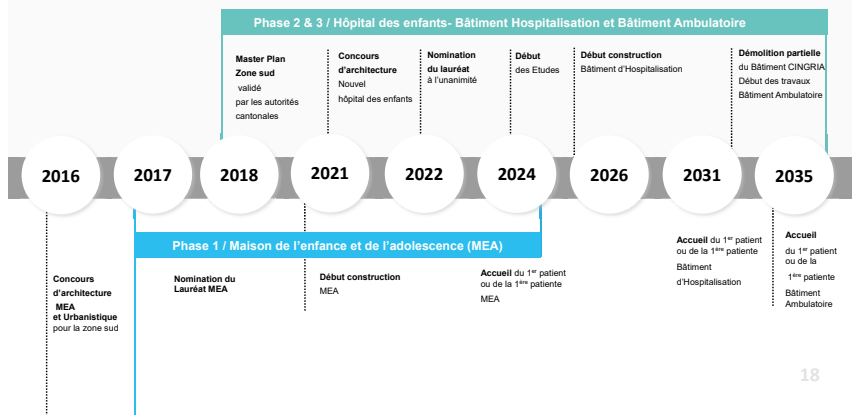 Phase 2 & 3 / Hôpital des enfants- Bâtiment Hospitalisation et Bâtiment Ambulatoire
Master Plan
Zone sud
validé
par les autorités
cantonales
Concours
d'architecture
Nouvel
hôpital des enfants
Nomination
du lauréat
à l'unanimité
Début
des Etudes
Début construction
Bâtiment d'Hospitalisation
Démolition partielle
du Bâtiment CINGRIA
Début des travaux
Bâtiment Ambulatoire
2016
2017
2018
2021
2022
2024
2026
2031
2035
Phase 1 / Maison de l'enfance et de l'adolescence (MEA)
Concours
d'architecture
MEA
et Urbanistique
pour la zone sud
Nomination du
Lauréat MEA
Début construction
MEA
Accueil du 1er patient
ou de la 1ère patiente
MEA
Accueil du 1er patient
ou de la 1ère patiente
Bâtiment
d'Hospitalisation
Accueil
du 1er patient
ou de la
1ère patiente
Bâtiment
Ambulatoire
18